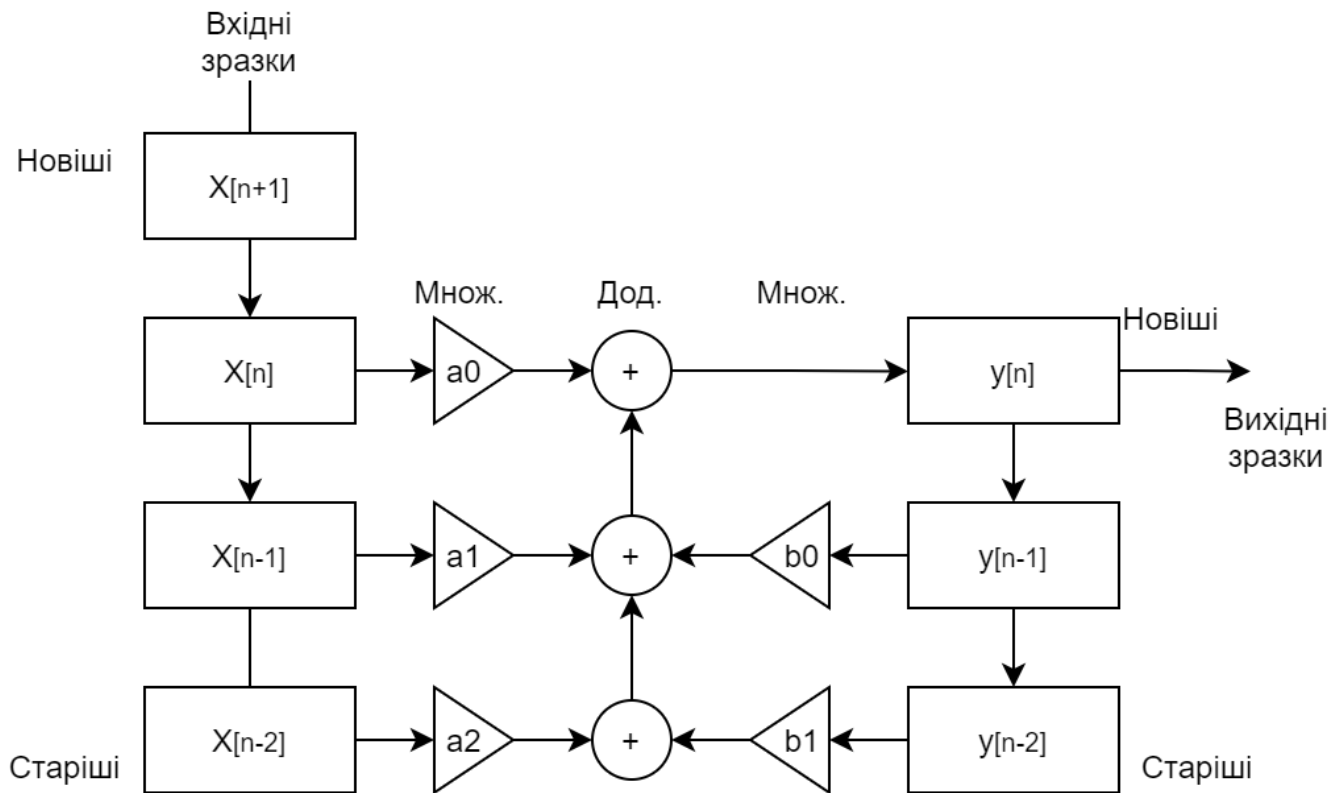 Вхідні
зразки
Новіші
X[n+1]
Множ.
Дод.
Множ.
X[n]
a0
+
y[n]
Новіші
Вихідні
зразки
X[n-1]
a1
+
b0
y[n-1]
X[n-2]
a2
+
b1
y[n-2]
Старіші
Старіші